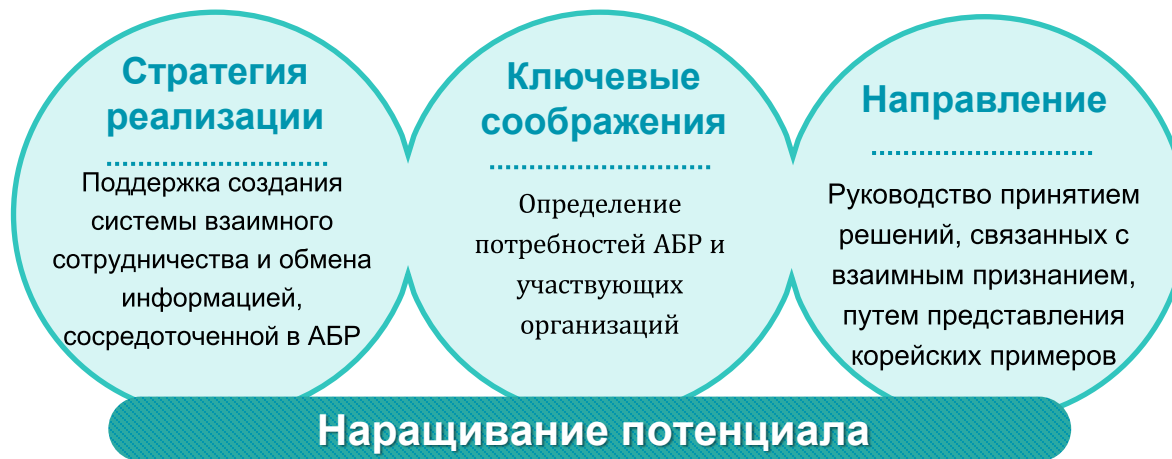 Стратегия
реализации
Поддержка создания
системы взаимного
сотрудничества и обмена
информацией,
сосредоточенной в АБР
Ключевые
соображения
Определение
потребностей АБР и
участвующих
организаций
Направление
Руководство принятием
решений, связанных с
взаимным признанием,
путем представления
корейских примеров
Наращивание потенциала